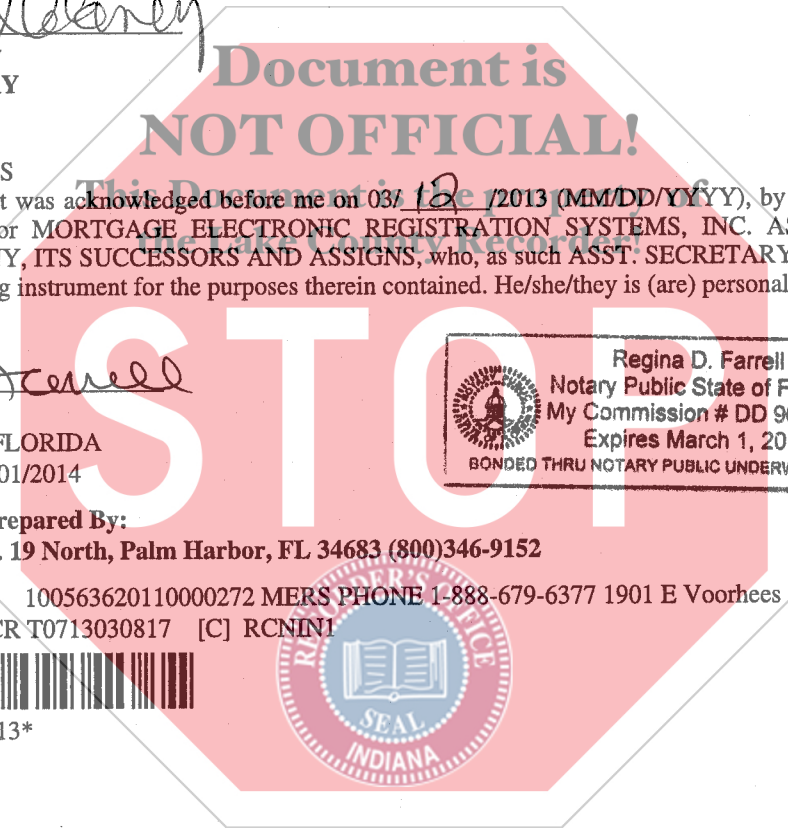 Document is
Y
NOT OFFICIAL!
S
This Document is the property of
t was acknowledged before me on 03/ 12 /2013 (MM/DD/YYYY), by
or MORTGAGE ELECTRONIC REGISTRATION SYSTEMS, INC. AS
the Lake County Recorder!
Y, ITS SUCCESSORS AND ASSIGNS, who, as such ASST. SECRETARY
g instrument for the purposes therein contained. He/she/they is (are) personal
STOP
Regina D. Farrell
Notary Public State of F
My Commission # DD 9
Expires March 1, 20
BONDED THRU NOTARY PUBLIC UNDERW
FLORIDA
01/2014
repared By:
. 19 North, Palm Harbor, FL 34683 (800)346-9152
100563620110000272 MERS PHONE 1-888-679-6377 1901 E Voorhees
CR T0713030817 [C] RCNIN1
13*
RECORDER'S OFFICE
SEAL
INDIANA